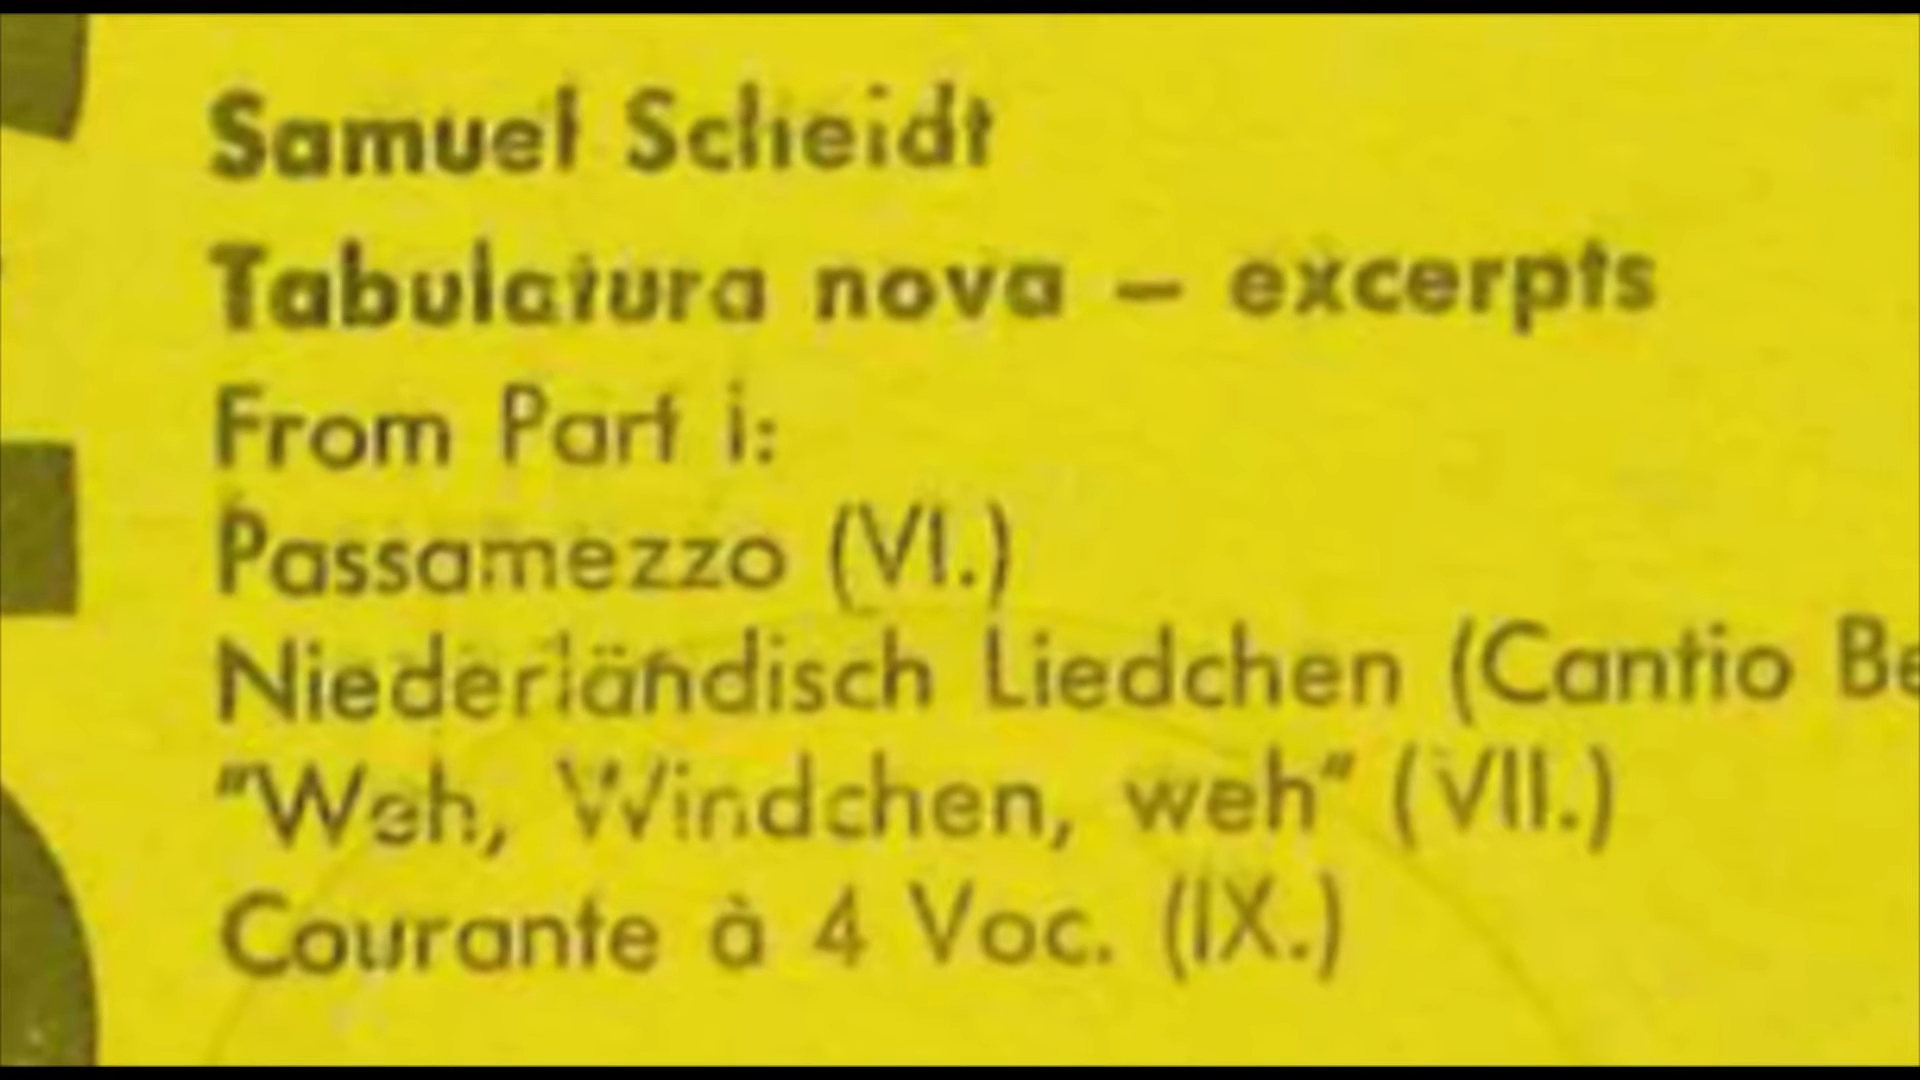 Samuel Scheidt
Tabulatura nova – excerpts
From Part I:
Passamezzo (VI.)
Niederländisch Liedchen (Cantio Be
"Weh, Windchen, weh" (VII.)
Courante à 4 Voc. (IX.)